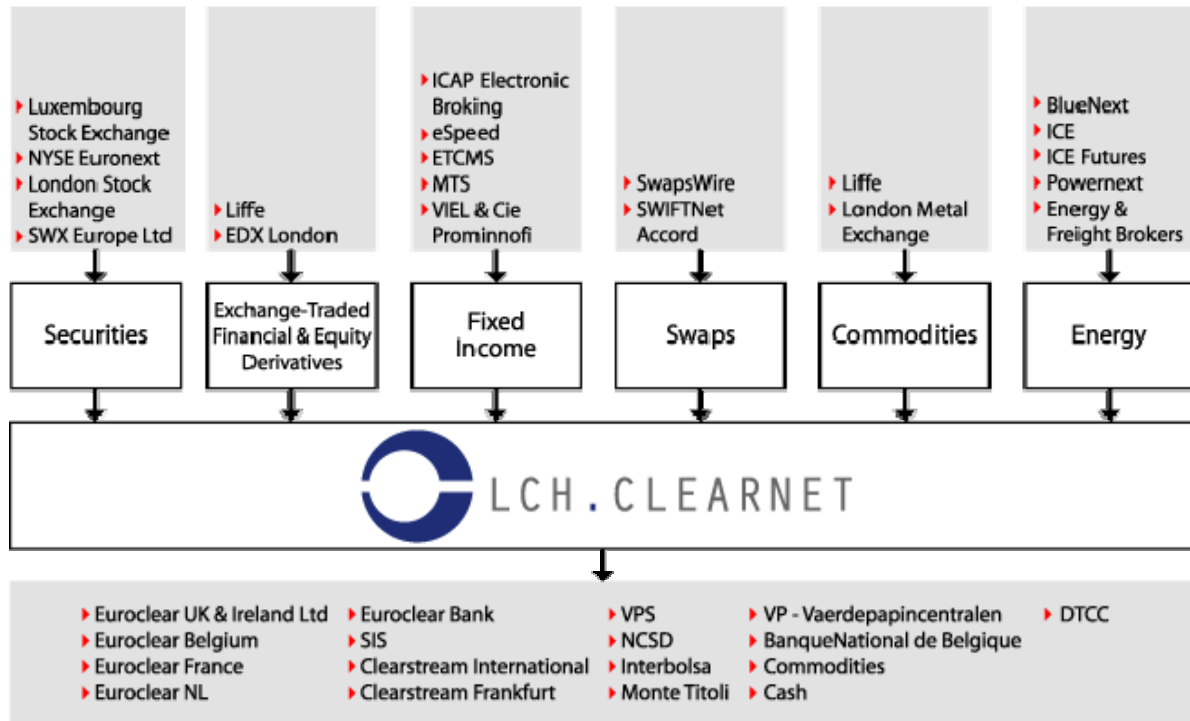 Luxembourg
Stock Exchange
NYSE Euronext
London Stock
Exchange
SWX Europe Ltd
Liffe
EDX London
ICAP Electronic
Broking
eSpeed
ETCMS
MTS
VIEL & Cie
Prominnofi
SwapsWire
SWIFTNet
Accord
Liffe
London Metal
Exchange
BlueNext
ICE
ICE Futures
Powernext
Energy &
Freight Brokers
Securities
Exchange-Traded
Financial & Equity
Derivatives
Fixed
Income
Swaps
Commodities
Energy
LCH.CLEARNET
Euroclear UK & Ireland Ltd
Euroclear Belgium
Euroclear France
Euroclear NL
Euroclear Bank
SIS
Clearstream International
Clearstream Frankfurt
VPS
NCSD
Interbolsa
Monte Titoli
VP - Vaerdepapincentralen
BanqueNational de Belgique
Commodities
Cash
DTCC